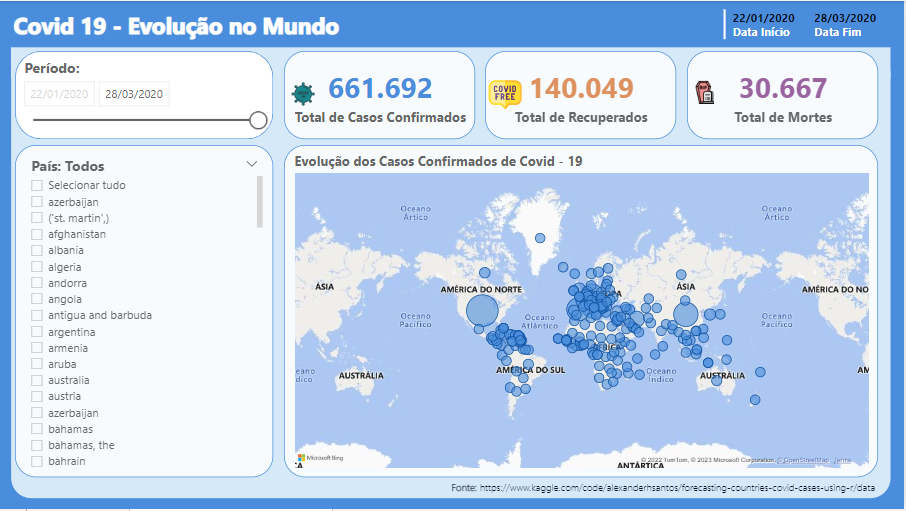 Covid 19 - Evolução no Mundo
22/01/2020
Data Início
28/03/2020
Data Fim
Período:
22/01/2020
28/03/2020
661.692
Total de Casos Confirmados
COVID
FREE
140.049
Total de Recuperados
30.667
Total de Mortes
País: Todos
Selecionar tudo
azerbaijan
('st. martin',)
afghanistan
albania
algeria
andorra
angola
antigua and barbuda
argentina
armenia
aruba
australia
austria
azerbaijan
bahamas
bahamas, the
bahrain
Evolução dos Casos Confirmados de Covid - 19
Oceano
Ártico
Oceano
Ártico
ÁSIA
AMÉRICA DO NORTE
ÁSIA
AMÉRICA DO NO
Oceano
Pacífico
Oceano
Atlântico
Oceano
Pacífico
ÁFRICA
eano
dico
AUSTRÁLIA
AMÉRICA DO SUL
Oceano
Índico
AUSTRÁLIA
AM
CA
ANTÁRTICA
Microsoft Bing
© 2022 TomTom, © 2023 Microsoft Corporation, © OpenStreetMap Terms
Fonte: https://www.kaggle.com/code/alexanderhsantos/forecasting-countries-covid-cases-using-r/data